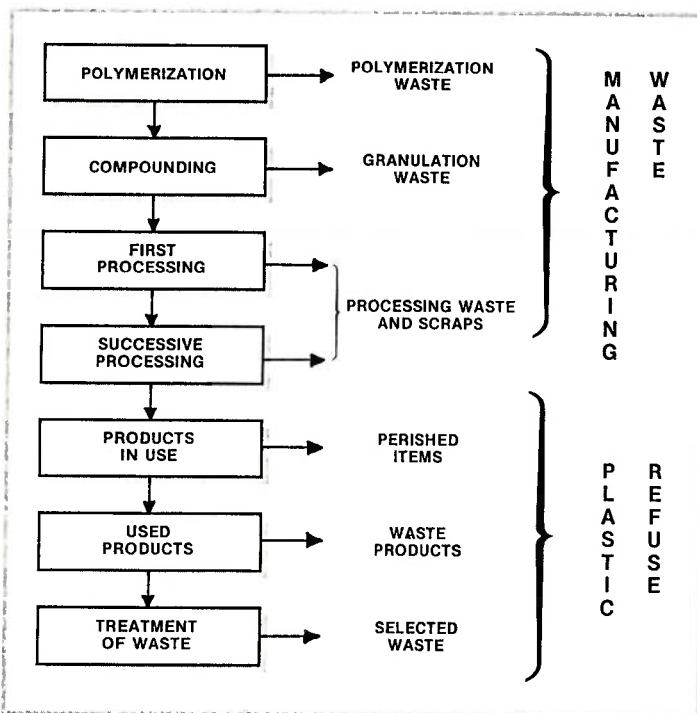 POLYMERIZATION
POLYMERIZATION
WASTE
COMPOUNDING
GRANULATION
WASTE
FIRST
PROCESSING
PROCESSING WASTE
AND SCRAPS
SUCCESSIVE
PROCESSING
MANUFACTURING
WASTE
PRODUCTS
IN USE
PERISHED
ITEMS
USED
PRODUCTS
WASTE
PRODUCTS
TREATMENT
OF WASTE
SELECTED
WASTE
PLASTIC
REFUSE